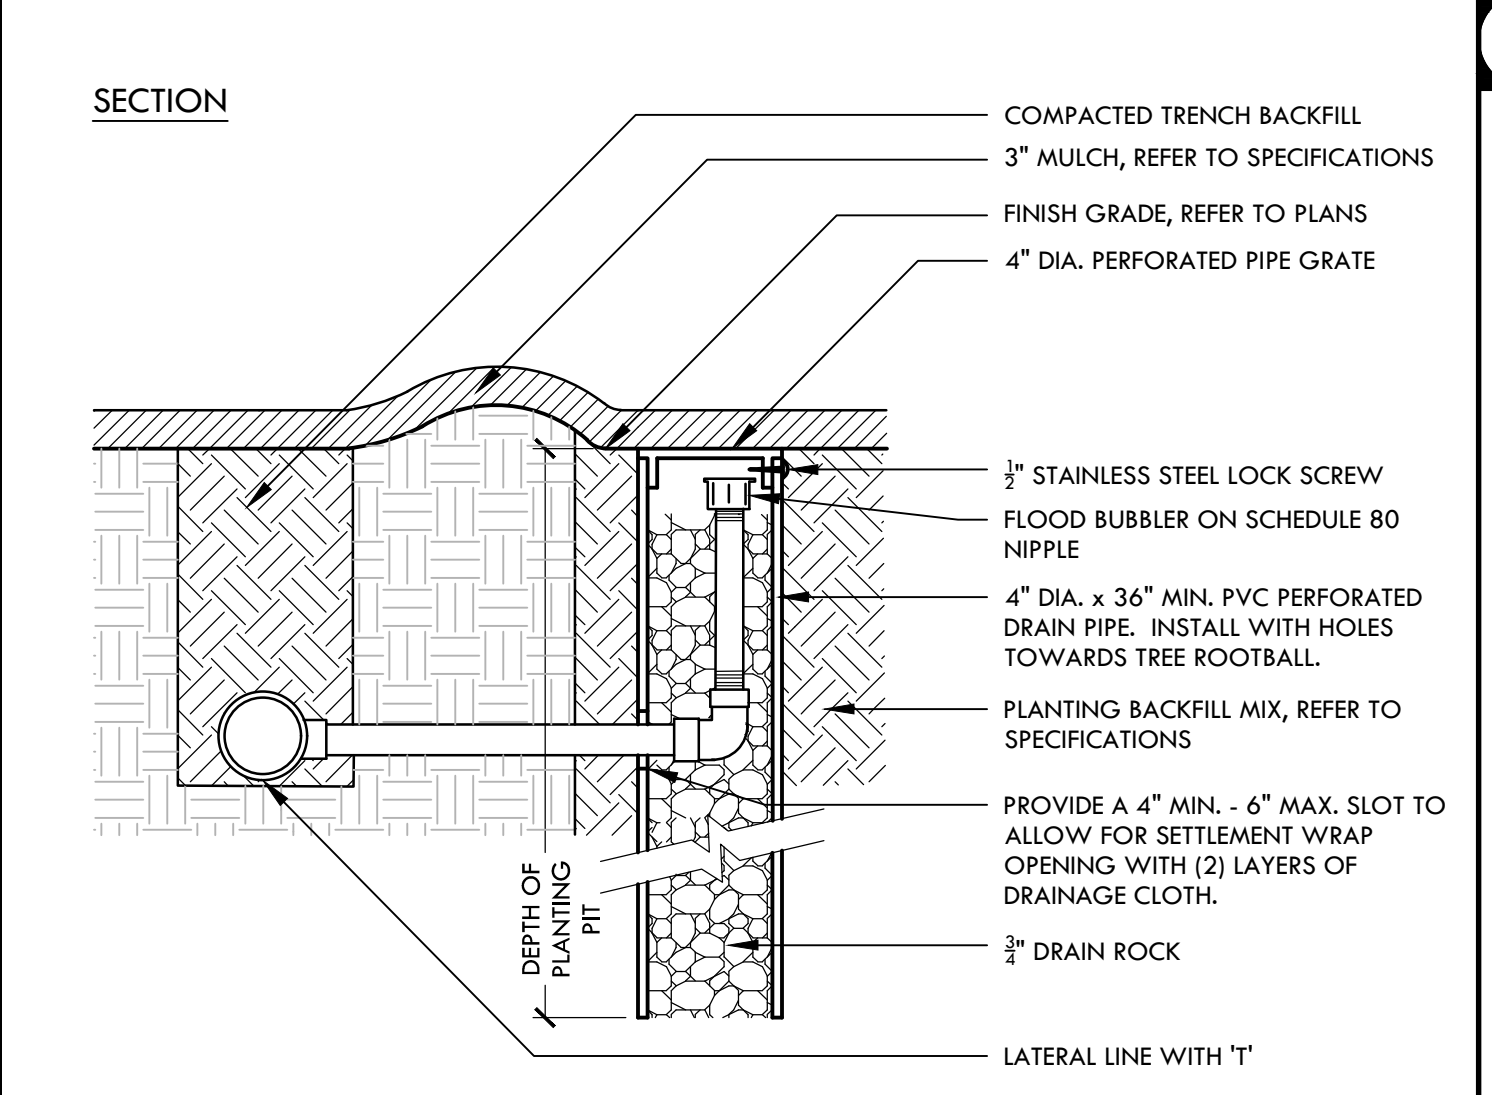 SECTION
COMPACTED TRENCH BACKFILL
3" MULCH, REFER TO SPECIFICATIONS
FINISH GRADE, REFER TO PLANS
4" DIA. PERFORATED PIPE GRATE
1/2" STAINLESS STEEL LOCK SCREW
FLOOD BUBBLER ON SCHEDULE 80
NIPPLE
4" DIA. x 36" MIN. PVC PERFORATED
DRAIN PIPE.  INSTALL WITH HOLES
TOWARDS TREE ROOTBALL.
PLANTING BACKFILL MIX, REFER TO
SPECIFICATIONS
PROVIDE A 4" MIN. - 6" MAX. SLOT TO
ALLOW FOR SETTLEMENT WRAP
OPENING WITH (2) LAYERS OF
DRAINAGE CLOTH.
3/4" DRAIN ROCK
LATERAL LINE WITH 'T'
DEPTH OF
PLANTING
PIT